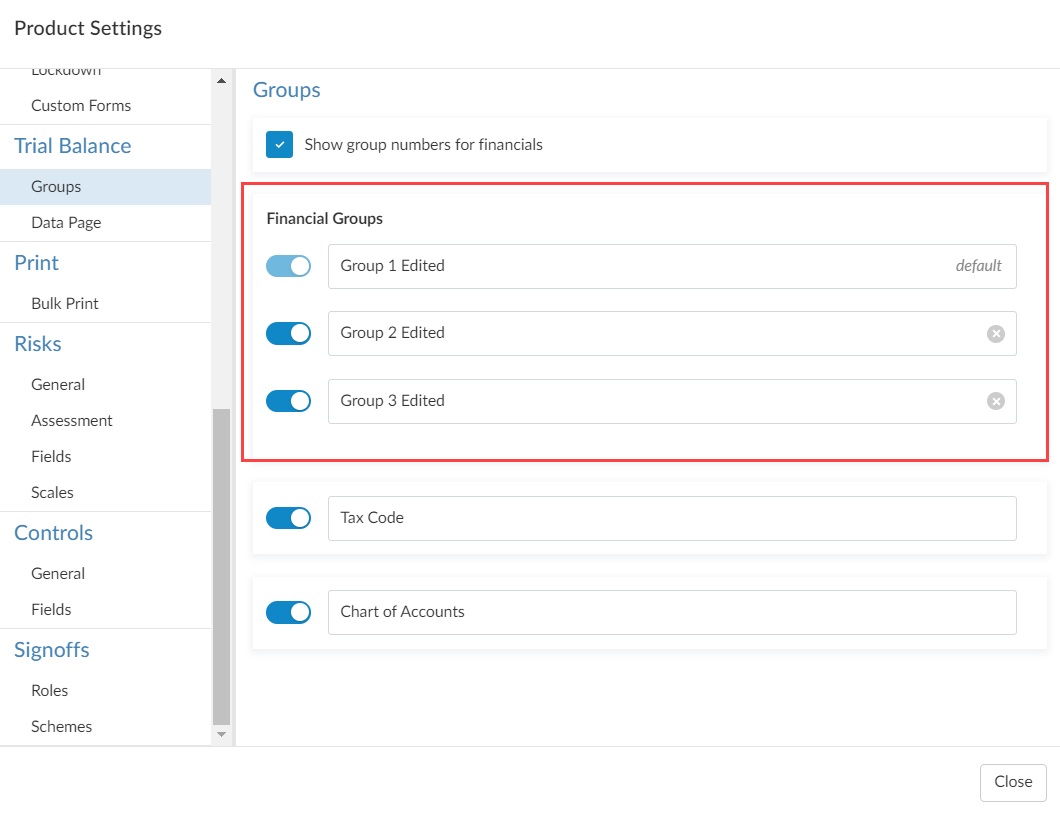 Product Settings
Lockdown
Custom Forms
Trial Balance
Groups
Data Page
Print
Bulk Print
Risks
General
Assessment
Fields
Scales
Controls
General
Fields
Signoffs
Roles
Schemes
Groups
Show group numbers for financials
Financial Groups
Group 1 Edited default
Group 2 Edited
Group 3 Edited
Tax Code
Chart of Accounts
Close